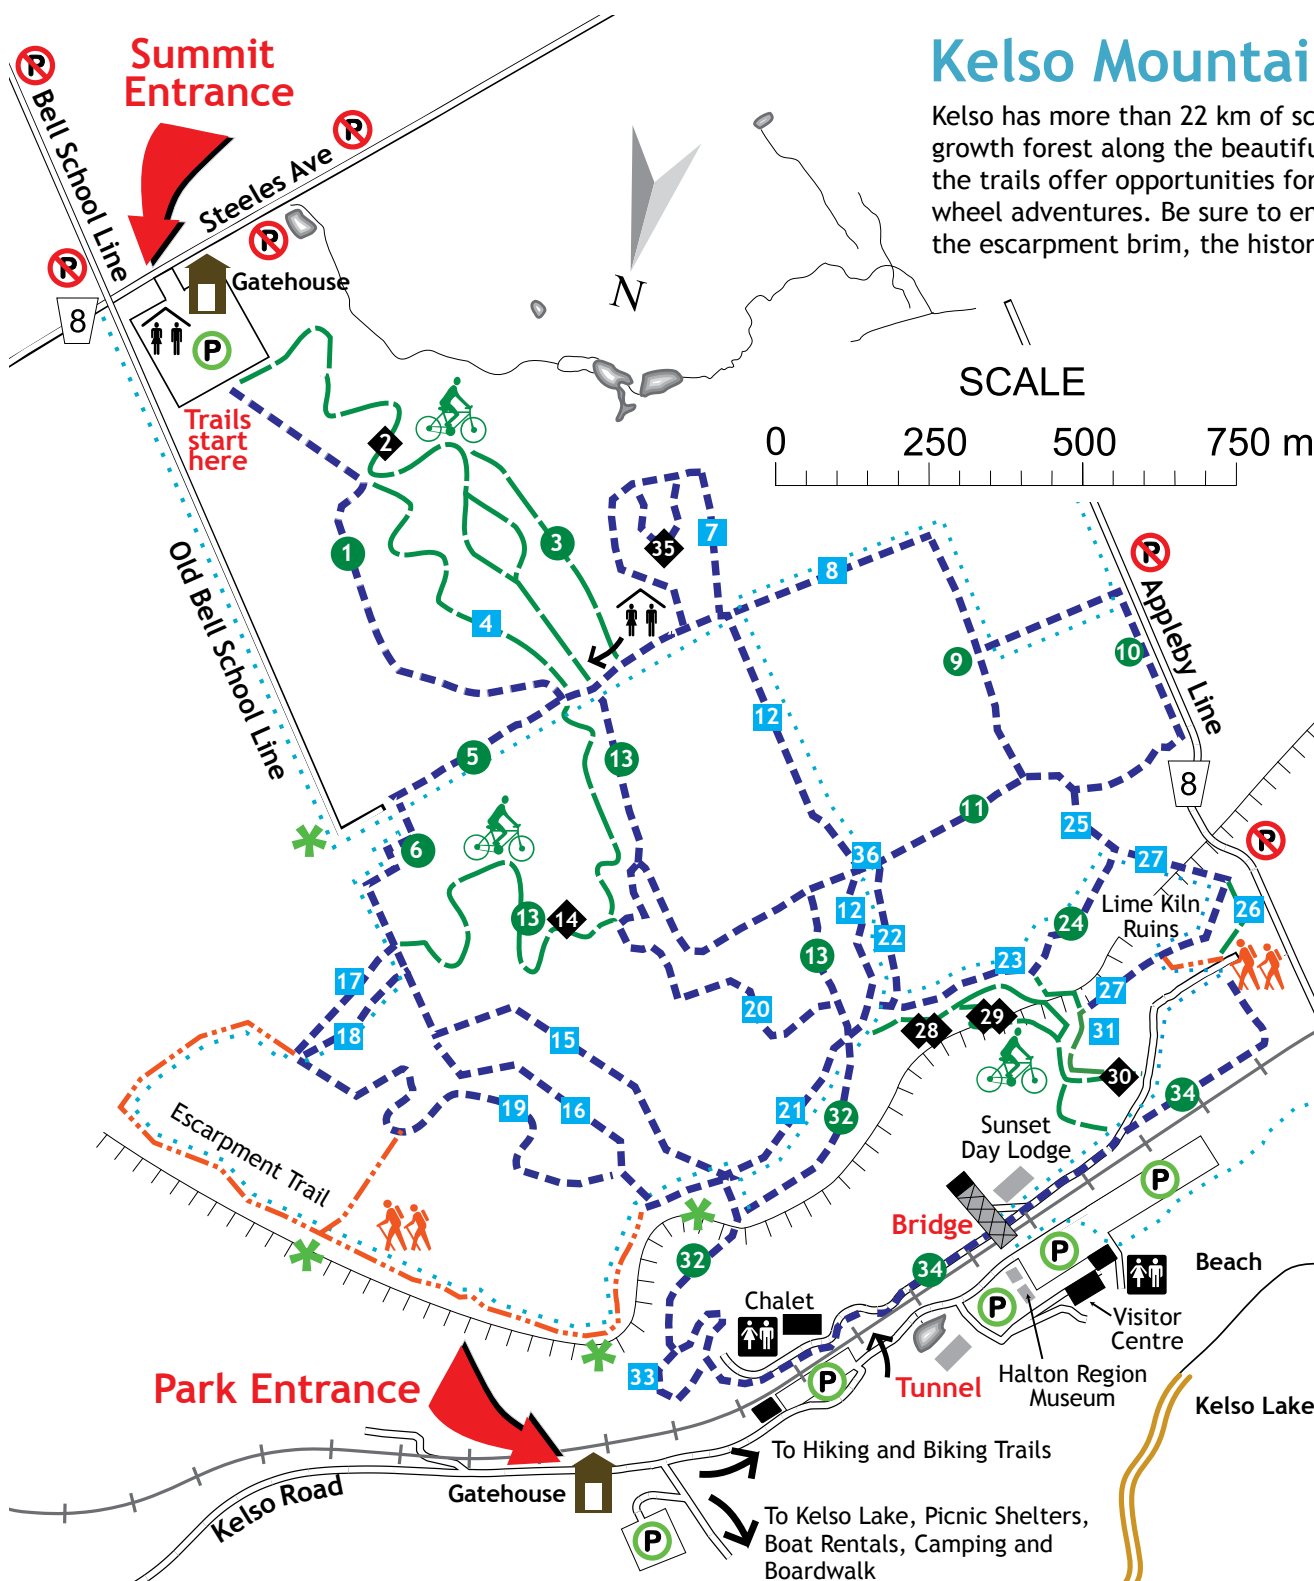 Summit
Entrance
Kelso Mountai
Kelso has more than 22 km of sc
growth forest along the beautifu
the trails offer opportunities for
wheel adventures. Be sure to en
the escarpment brim, the histor
P
Bell School Line
P
Steeles Ave
P
P
Gatehouse
8
P
N
Trails
start
here
SCALE
0 250 500 750 m
2
3
1
35
7
8
P
Appleby Line
4
9
10
Old Bell School Line
12
5
13
11
8
25
6
36
27
P
Lime Kiln
Ruins
26
13
14
12
22
24
13
23
17
20
27
18
15
28
29
31
30
19
16
21
32
34
Escarpment Trail
Sunset
Day Lodge
P
Bridge
32
34
P
Beach
Chalet
P
Visitor
Centre
33
P
Tunnel
Halton Region
Museum
Park Entrance
Kelso Lake
To Hiking and Biking Trails
Kelso Road
Gatehouse
To Kelso Lake, Picnic Shelters,
Boat Rentals, Camping and
Boardwalk
P